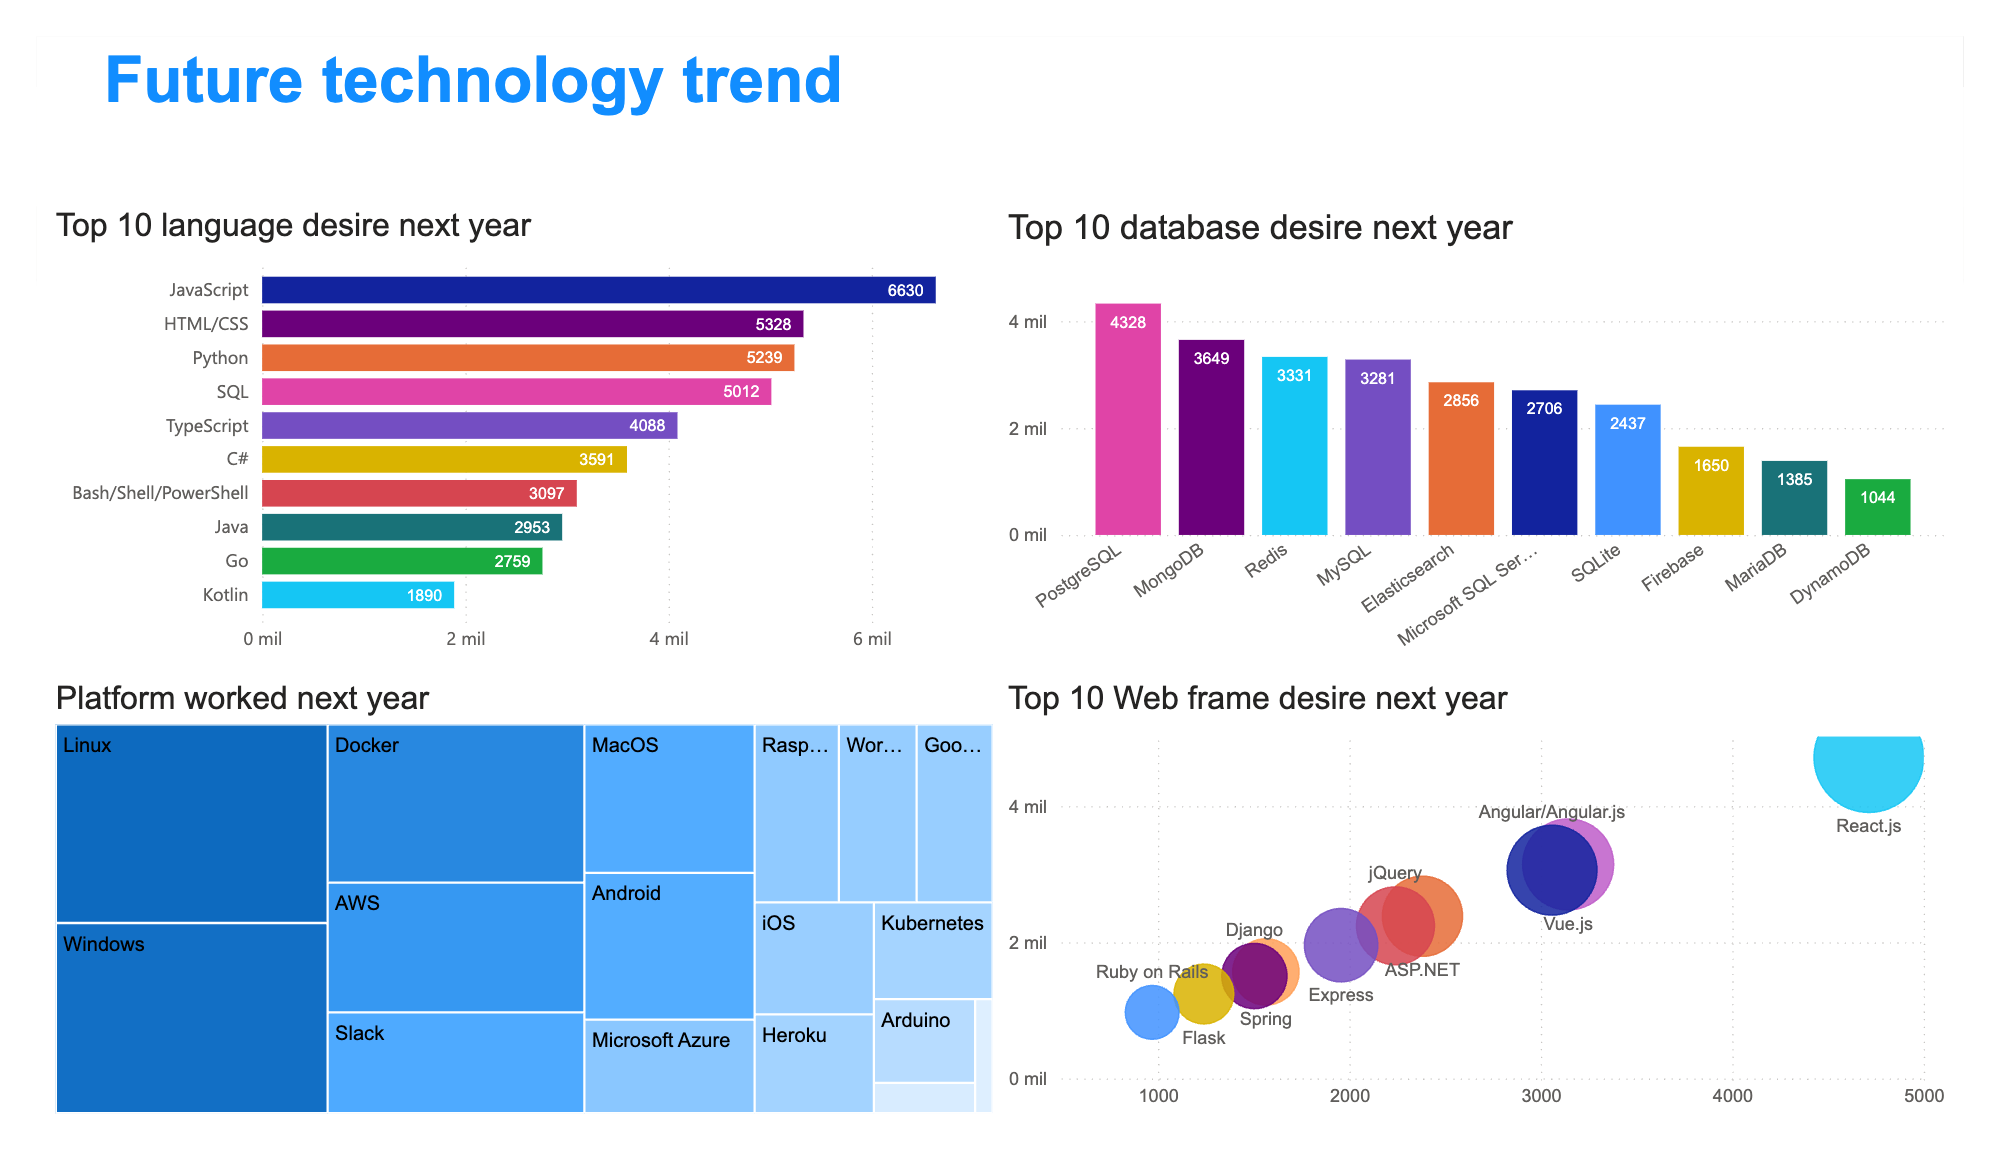 Future technology trend
Top 10 language desire next year
JavaScript 6630
HTML/CSS 5328
Python 5239
SQL 5012
TypeScript 4088
C# 3591
Bash/Shell/PowerShell 3097
Java 2953
Go 2759
Kotlin 1890
0 mil 2 mil 4 mil 6 mil
Top 10 database desire next year
4 mil
2 mil
0 mil
4328 3649 3331 3281 2856 2706 2437 1650 1385 1044
PostgreSQL MongoDB Redis MySQL Elasticsearch Microsoft SQL Ser... SQLite Firebase MariaDB DynamoDB
Platform worked next year
Linux Docker MacOS Rasp... Wor... Goo...
Windows AWS Android iOS Kubernetes
Slack Microsoft Azure Heroku Arduino
Top 10 Web frame desire next year
4 mil
2 mil
0 mil
React.js
Angular/Angular.js
Vue.js
jQuery
ASP.NET
Express
Django
Spring
Ruby on Rails
Flask
1000 2000 3000 4000 5000